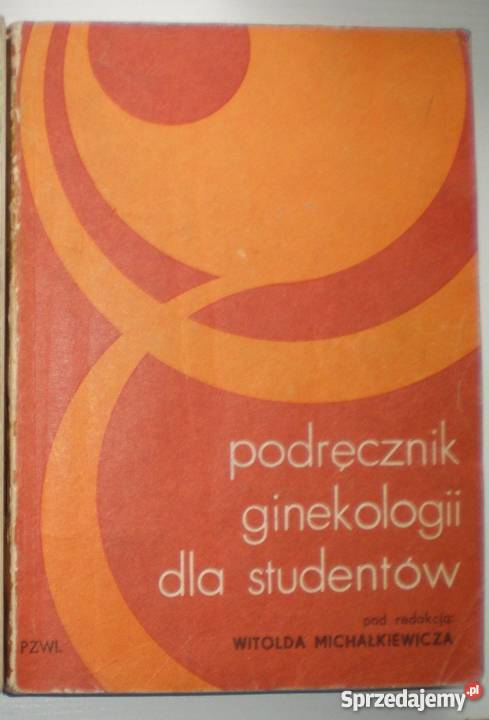 podręcznik
ginekologii
dla studentów
pod redakcją:
WITOLDA MICHAŁKIEWICZA
PZWL
Sprzedajemy.pl